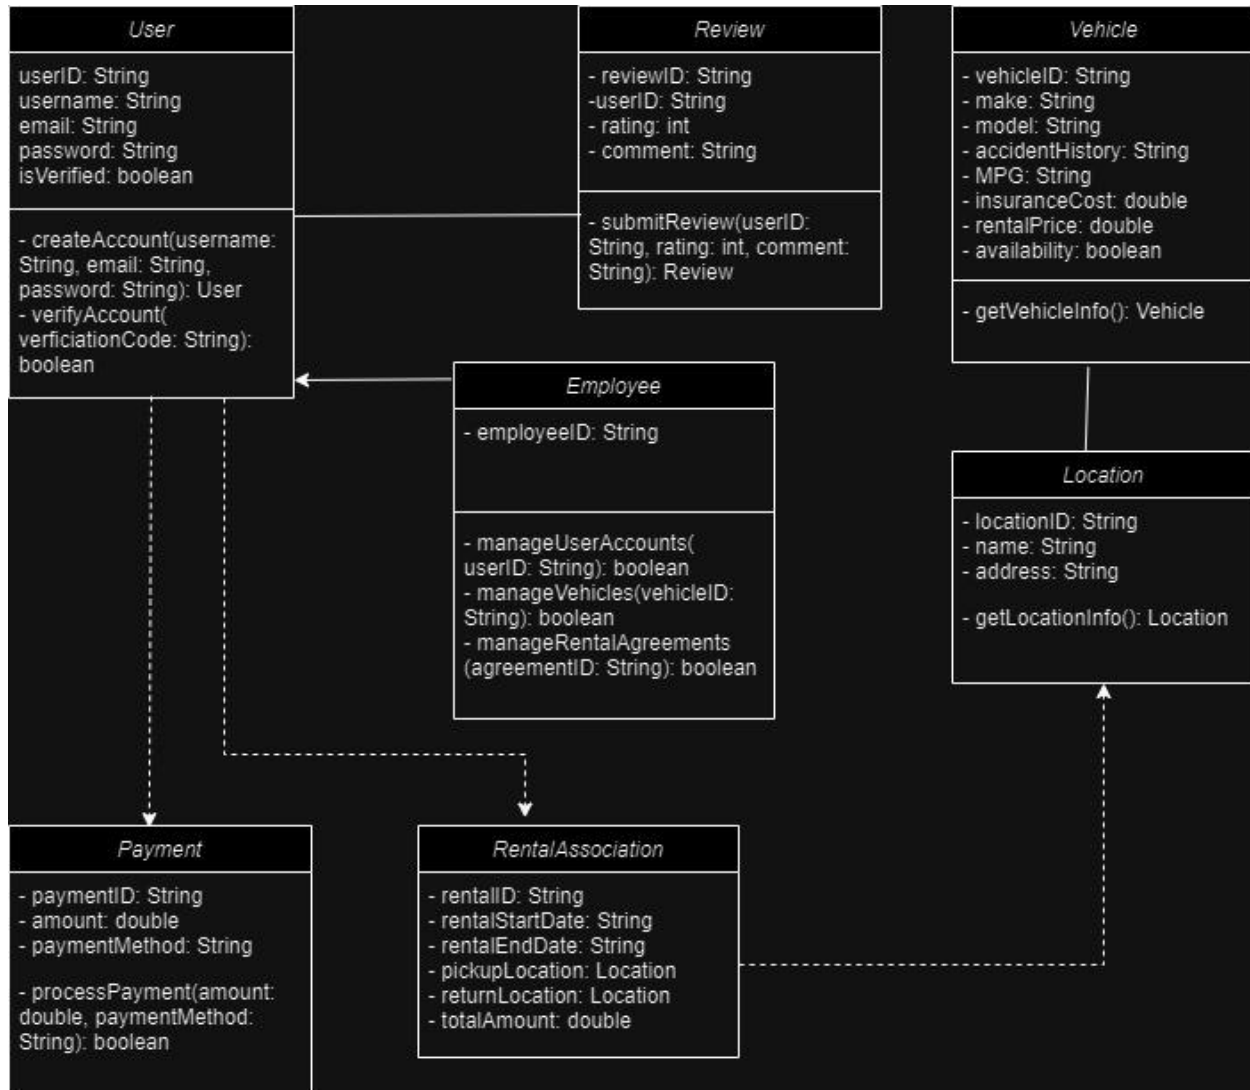 User
userID: String
username: String
email: String
password: String
isVerified: boolean
- createAccount(username:
String, email: String,
password: String): User
- verifyAccount(
verficiationCode: String):
boolean
Review
- reviewID: String
-userID: String
- rating: int
- comment: String
- submitReview(userID:
String, rating: int, comment:
String): Review
Vehicle
- vehicleID: String
- make: String
- model: String
- accidentHistory: String
- MPG: String
- insuranceCost: double
- rentalPrice: double
- availability: boolean
- getVehicleInfo(): Vehicle
Employee
- employeeID: String
- manageUserAccounts(
userID: String): boolean
- manageVehicles(vehicleID:
String): boolean
- manageRentalAgreements
(agreementID: String): boolean
Location
- locationID: String
- name: String
- address: String
- getLocationInfo(): Location
Payment
- paymentID: String
- amount: double
- paymentMethod: String
- processPayment(amount:
double, paymentMethod:
String): boolean
RentalAssociation
- rentalID: String
- rentalStartDate: String
- rentalEndDate: String
- pickupLocation: Location
- returnLocation: Location
- totalAmount: double